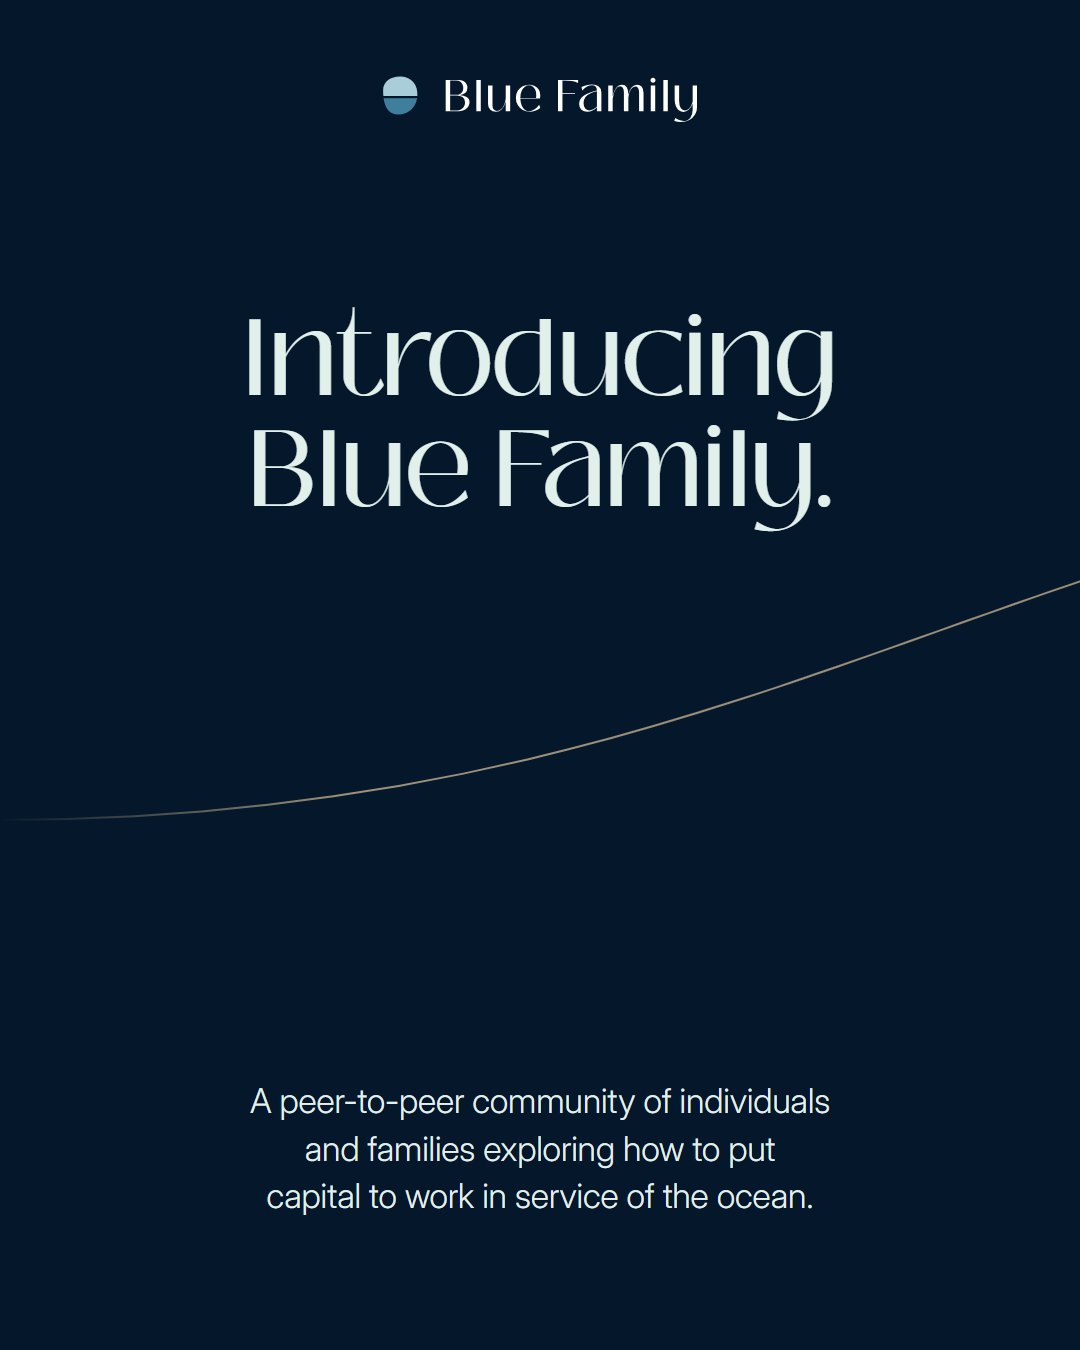 Blue Family
Introducing
Blue Family.
A peer-to-peer community of individuals
and families exploring how to put
capital to work in service of the ocean.